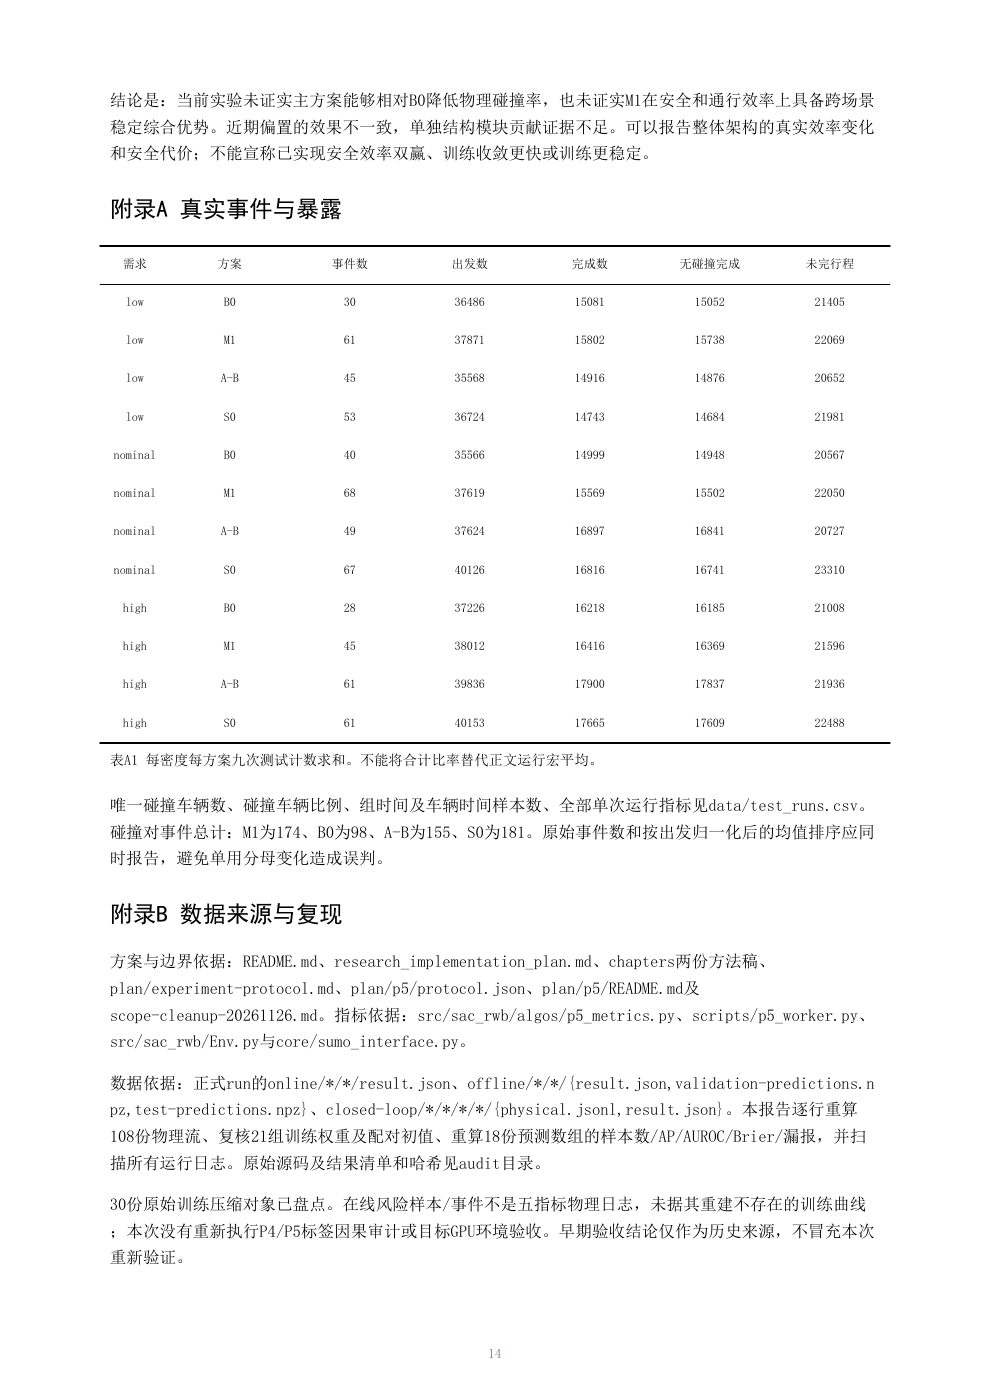 结论是：当前实验未证实主方案能够相对B0降低物理碰撞率，也未证实M1在安全和通行效率上具备跨场景
稳定综合优势。近期偏置的效果不一致，单独结构模块贡献证据不足。可以报告整体架构的真实效率变化
和安全代价；不能宣称已实现安全效率双赢、训练收敛更快或训练更稳定。
附录A 真实事件与暴露
需求 方案 事件数 出发数 完成数 无碰撞完成 未完行程
low B0 30 36486 15081 15052 21405
low M1 61 37871 15802 15738 22069
low A-B 45 35568 14916 14876 20652
low S0 53 36724 14743 14684 21981
nominal B0 40 35566 14999 14948 20567
nominal M1 68 37619 15569 15502 22050
nominal A-B 49 37624 16897 16841 20727
nominal S0 67 40126 16816 16741 23310
high B0 28 37226 16218 16185 21008
high M1 45 38012 16416 16369 21596
high A-B 61 39836 17900 17837 21936
high S0 61 40153 17665 17609 22488
表A1 每密度每方案九次测试计数求和。不能将合计比率替代正文运行宏平均。
唯一碰撞车辆数、碰撞车辆比例、组时间及车辆时间样本数、全部单次运行指标见data/test_runs.csv。
碰撞对事件总计：M1为174、B0为98、A-B为155、S0为181。原始事件数和按出发归一化后的均值排序应同
时报告，避免单用分母变化造成误判。
附录B 数据来源与复现
方案与边界依据：README.md、research_implementation_plan.md、chapters两份方法稿、
plan/experiment-protocol.md、plan/p5/protocol.json、plan/p5/README.md及
scope-cleanup-20261126.md。指标依据：src/sac_rwb/algos/p5_metrics.py、scripts/p5_worker.py、
src/sac_rwb/Env.py与core/sumo_interface.py。
数据依据：正式run的online/*/*/result.json、offline/*/*/{result.json,validation-predictions.n
pz,test-predictions.npz}、closed-loop/*/*/*/*/{physical.jsonl,result.json}。本报告逐行重算
108份物理流、复核21组训练权重及配对初值、重算18份预测数组的样本数/AP/AUROC/Brier/漏报，并扫
描所有运行日志。原始源码及结果清单和哈希见audit目录。
30份原始训练压缩对象已盘点。在线风险样本/事件不是五指标物理日志，未据其重建不存在的训练曲线
；本次没有重新执行P4/P5标签因果审计或目标GPU环境验收。早期验收结论仅作为历史来源，不冒充本次
重新验证。
14